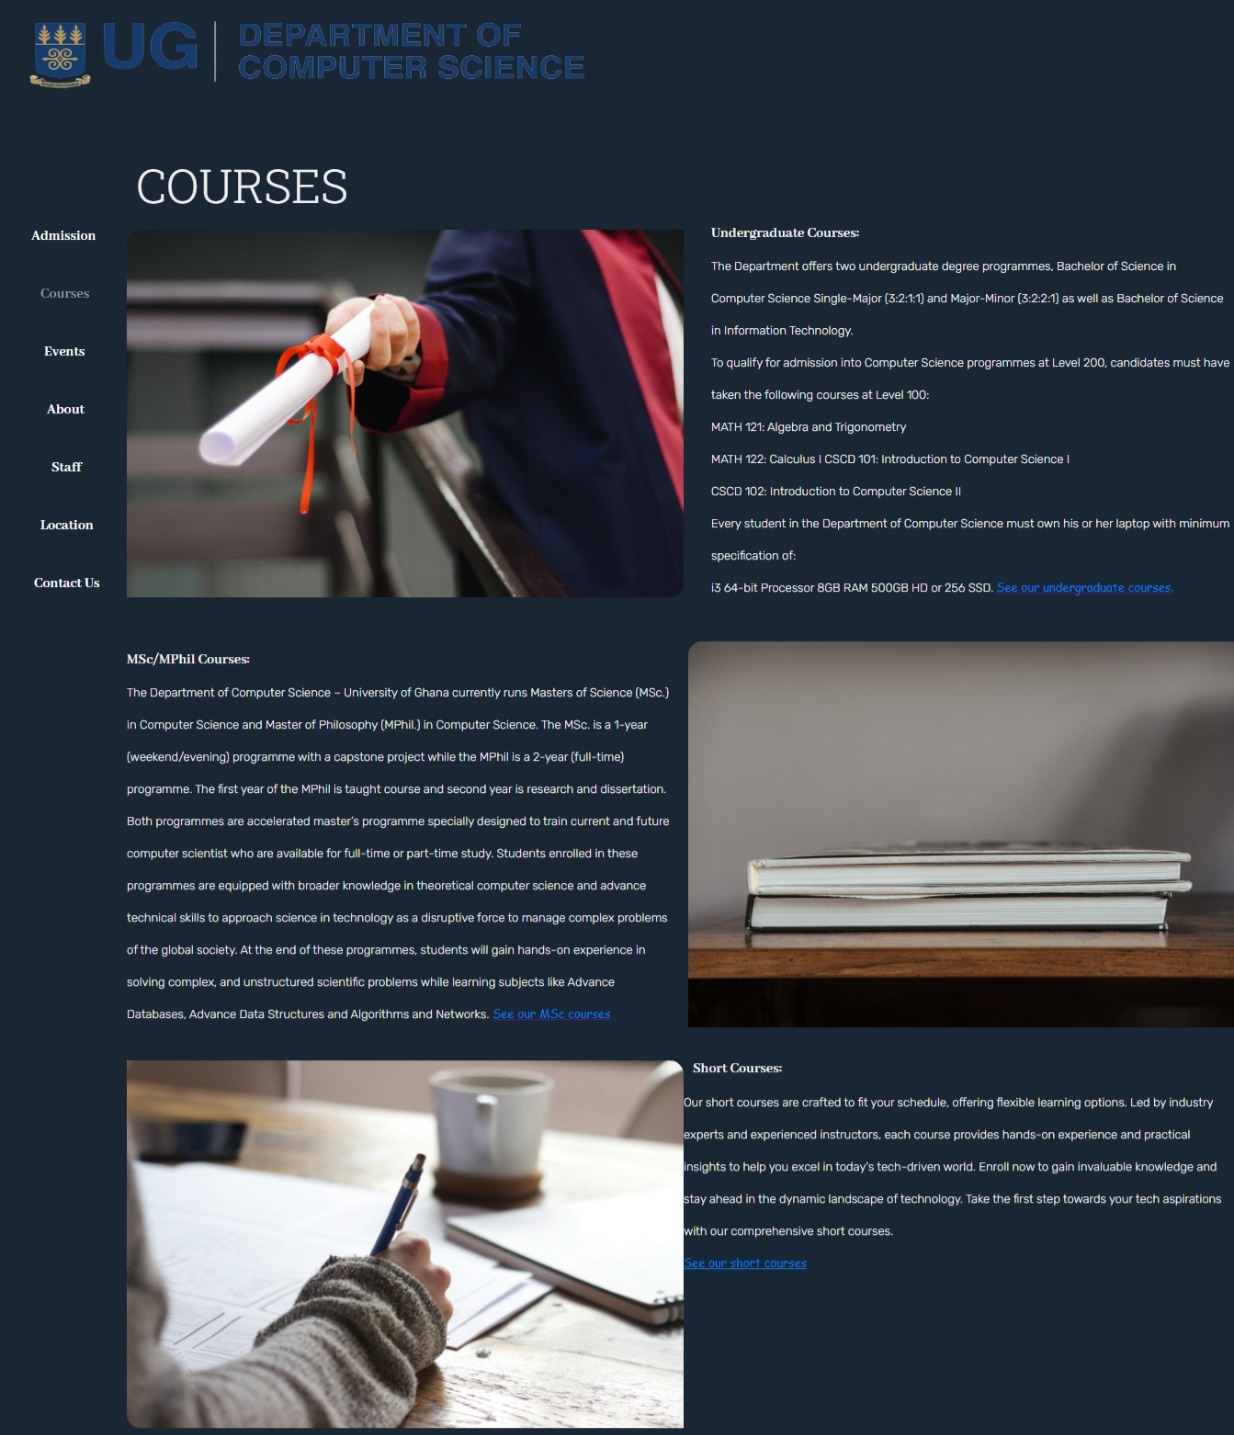 UG
DEPARTMENT OF
COMPUTER SCIENCE
COURSES
Admission
Courses
Events
About
Staff
Location
Contact Us
Undergraduate Courses:
The Department offers two undergraduate degree programmes, Bachelor of Science in
Computer Science Single-Major (3:2:1:1) and Major-Minor (3:2:2:1) as well as Bachelor of Science
in Information Technology.
To qualify for admission into Computer Science programmes at Level 200, candidates must have
taken the following courses at Level 100:
MATH 121: Algebra and Trigonometry
MATH 122: Calculus I CSCD 101: Introduction to Computer Science I
CSCD 102: Introduction to Computer Science II
Every student in the Department of Computer Science must own his or her laptop with minimum
specification of:
i3 64-bit Processor 8GB RAM 500GB HD or 256 SSD. See our undergraduate courses.
MSc/MPhil Courses:
The Department of Computer Science – University of Ghana currently runs Masters of Science (MSc.)
in Computer Science and Master of Philosophy (MPhil.) in Computer Science. The MSc. is a 1-year
(weekend/evening) programme with a capstone project while the MPhil is a 2-year (full-time)
programme. The first year of the MPhil is taught course and second year is research and dissertation.
Both programmes are accelerated master's programme specially designed to train current and future
computer scientist who are available for full-time or part-time study. Students enrolled in these
programmes are equipped with broader knowledge in theoretical computer science and advance
technical skills to approach science in technology as a disruptive force to manage complex problems
of the global society. At the end of these programmes, students will gain hands-on experience in
solving complex, and unstructured scientific problems while learning subjects like Advance
Databases, Advance Data Structures and Algorithms and Networks. See our MSc courses
Short Courses:
Our short courses are crafted to fit your schedule, offering flexible learning options. Led by industry
experts and experienced instructors, each course provides hands-on experience and practical
insights to help you excel in today's tech-driven world. Enroll now to gain invaluable knowledge and
stay ahead in the dynamic landscape of technology. Take the first step towards your tech aspirations
with our comprehensive short courses.
See our short courses